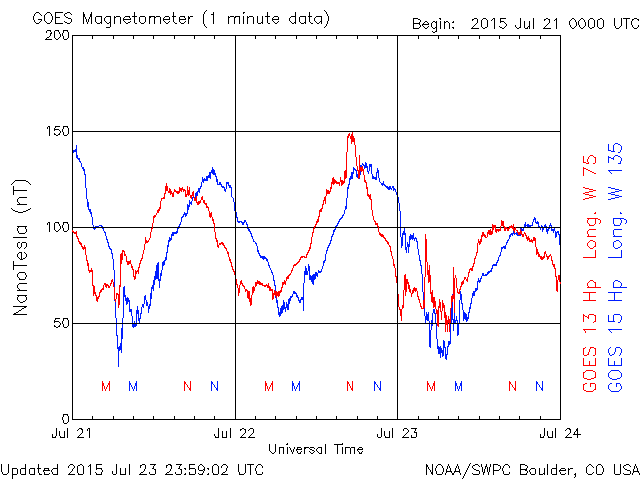 GOES Magnetometer (1 minute data)
Begin: 2015 Jul 21 0000 UTC
200
150
100
50
0
NanoTesla (nT)
M M N N M M N N M M N N
Jul 21 Jul 22 Jul 23 Jul 24
Universal Time
GOES 13 Hp Long. W 75
GOES 15 Hp Long. W 135
Updated 2015 Jul 23 23:59:02 UTC
NOAA/SWPC Boulder, CO USA